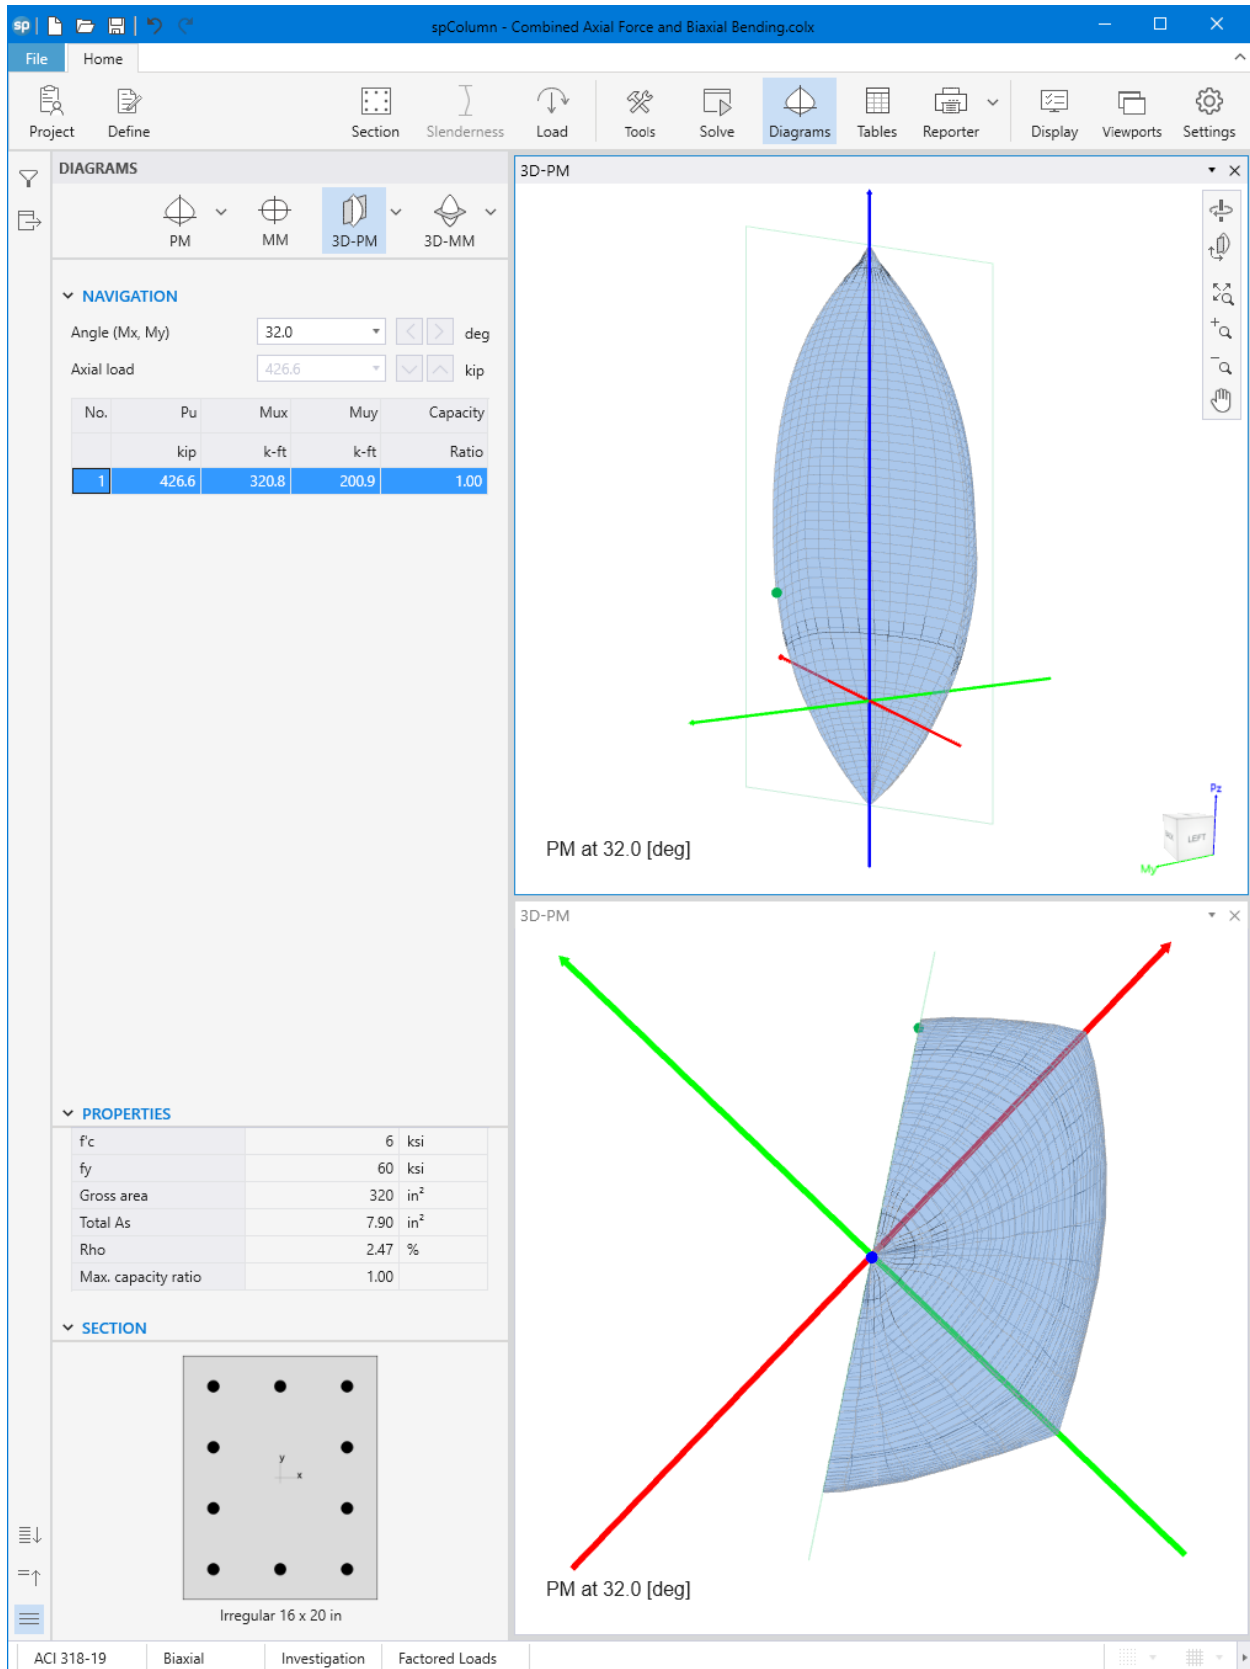 sp spColumn - Combined Axial Force and Biaxial Bending.colx
File Home
Project Define Section Slenderness Load Tools Solve Diagrams Tables Reporter Display Viewports Settings
DIAGRAMS
PM MM 3D-PM 3D-MM
NAVIGATION
Angle (Mx, My) 32.0 deg
Axial load 426.6 kip
No. Pu Mux Muy Capacity
kip k-ft k-ft Ratio
1 426.6 320.8 200.9 1.00
PROPERTIES
f'c 6 ksi
fy 60 ksi
Gross area 320 in²
Total As 7.90 in²
Rho 2.47 %
Max. capacity ratio 1.00
SECTION
y
x
Irregular 16 x 20 in
3D-PM
Pz
LEFT
My
PM at 32.0 [deg]
3D-PM
PM at 32.0 [deg]
ACI 318-19 Biaxial Investigation Factored Loads